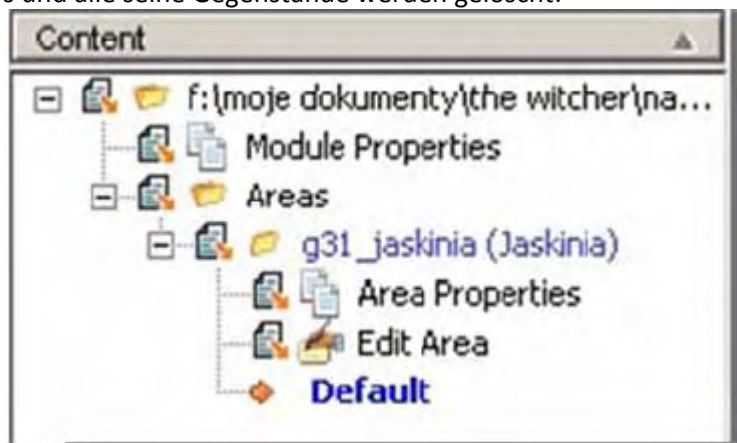 s und alle seine Gegenstände werden gelöscht.
Content
f:\moje dokumenty\the witcher\na...
Module Properties
Areas
g31_jaskinia (Jaskinia)
Area Properties
Edit Area
Default